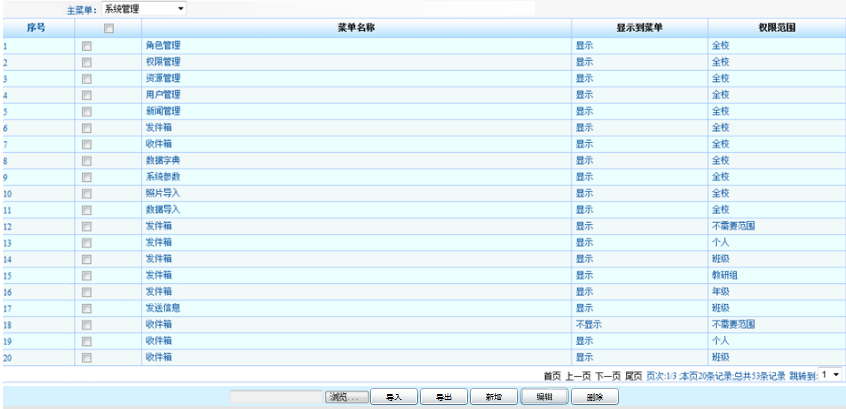 主菜单: 系统管理
序号 菜单名称 显示到菜单 权限范围
1 角色管理 显示 全校
2 权限管理 显示 全校
3 资源管理 显示 全校
4 用户管理 显示 全校
5 新闻管理 显示 全校
6 发件箱 显示 全校
7 收件箱 显示 全校
8 数据字典 显示 全校
9 系统参数 显示 全校
10 照片导入 显示 全校
11 数据导入 显示 全校
12 发件箱 显示 不需要范围
13 发件箱 显示 个人
14 发件箱 显示 班级
15 发件箱 显示 教研组
16 发件箱 显示 年级
17 发送信息 显示 班级
18 收件箱 不显示 不需要范围
19 收件箱 显示 个人
20 收件箱 显示 班级
首页 上一页 下一页 尾页 页次:1/3 本页20条记录 总共53条记录 跳转到: 1
浏览... 导入 导出 新增 编辑 删除